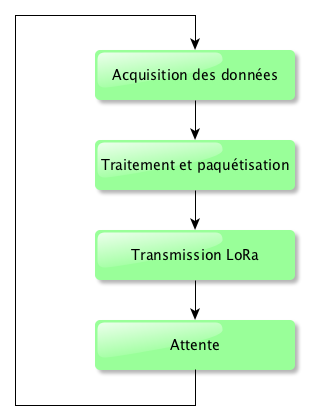 Acquisition des données
Traitement et paquétisation
Transmission LoRa
Attente